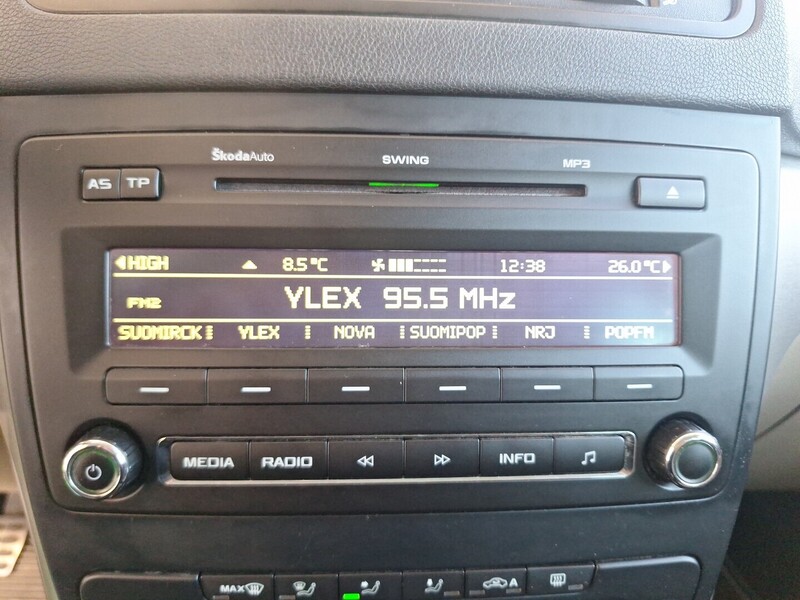 ŠkodaAuto SWING MP3
AS TP
HIGH 8.5°C 12:38 26.0°C
FM2 YLEX 95.5 MHz
SUOMIRCK YLEX NOVA SUOMIPOP NRJ POPFM
MEDIA RADIO INFO
MAX A